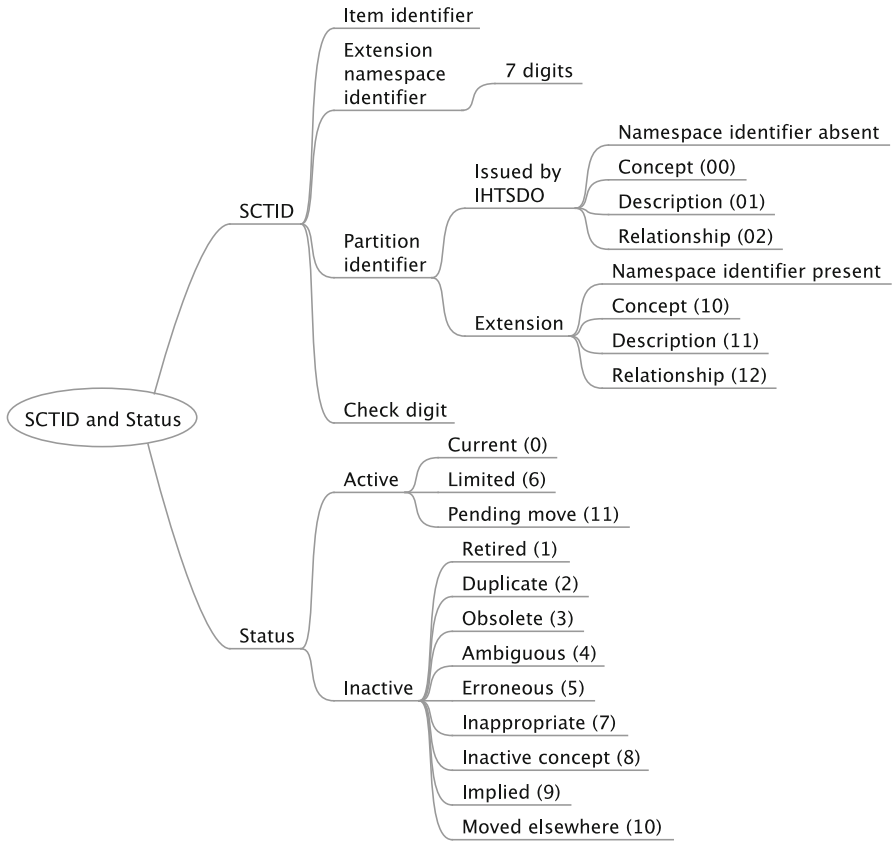 Item identifier
Extension
namespace
identifier
7 digits
Namespace identifier absent
Issued by
IHTSDO
Concept (00)
Description (01)
SCTID
Relationship (02)
Partition
identifier
Namespace identifier present
Extension
Concept (10)
Description (11)
Relationship (12)
Check digit
SCTID and Status
Current (0)
Active
Limited (6)
Pending move (11)
Retired (1)
Duplicate (2)
Obsolete (3)
Status
Ambiguous (4)
Inactive
Erroneous (5)
Inappropriate (7)
Inactive concept (8)
Implied (9)
Moved elsewhere (10)